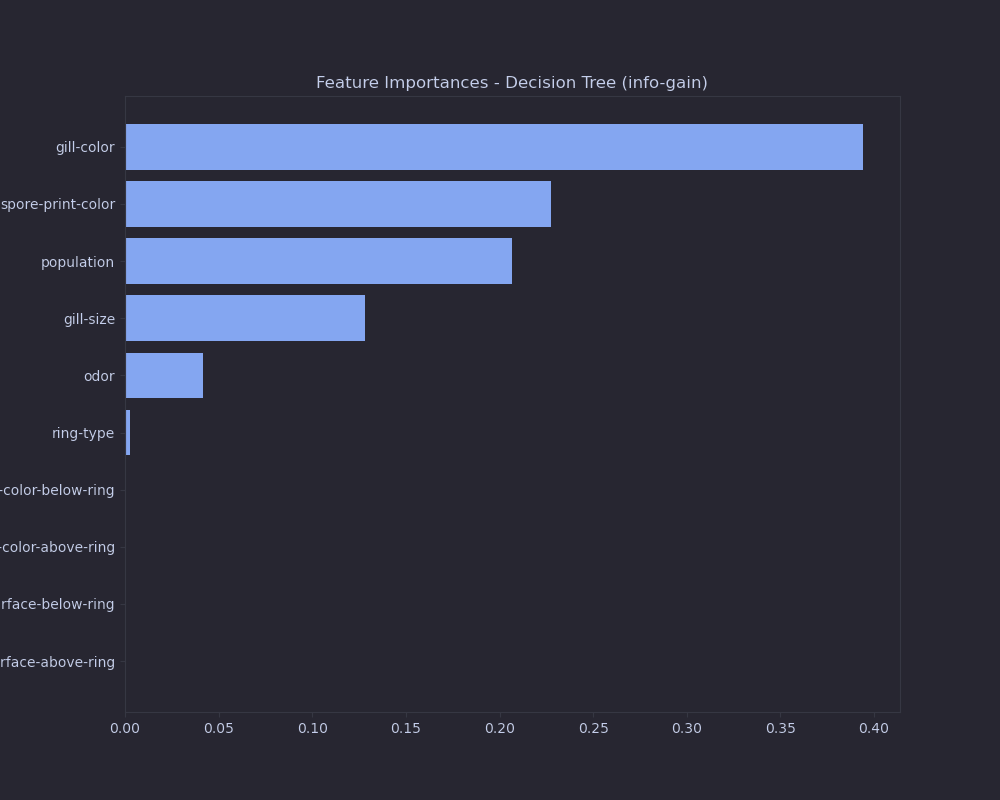 Feature Importances - Decision Tree (info-gain)
gill-color
spore-print-color
population
gill-size
odor
ring-type
-color-below-ring
-color-above-ring
rface-below-ring
rface-above-ring
0.00 0.05 0.10 0.15 0.20 0.25 0.30 0.35 0.40